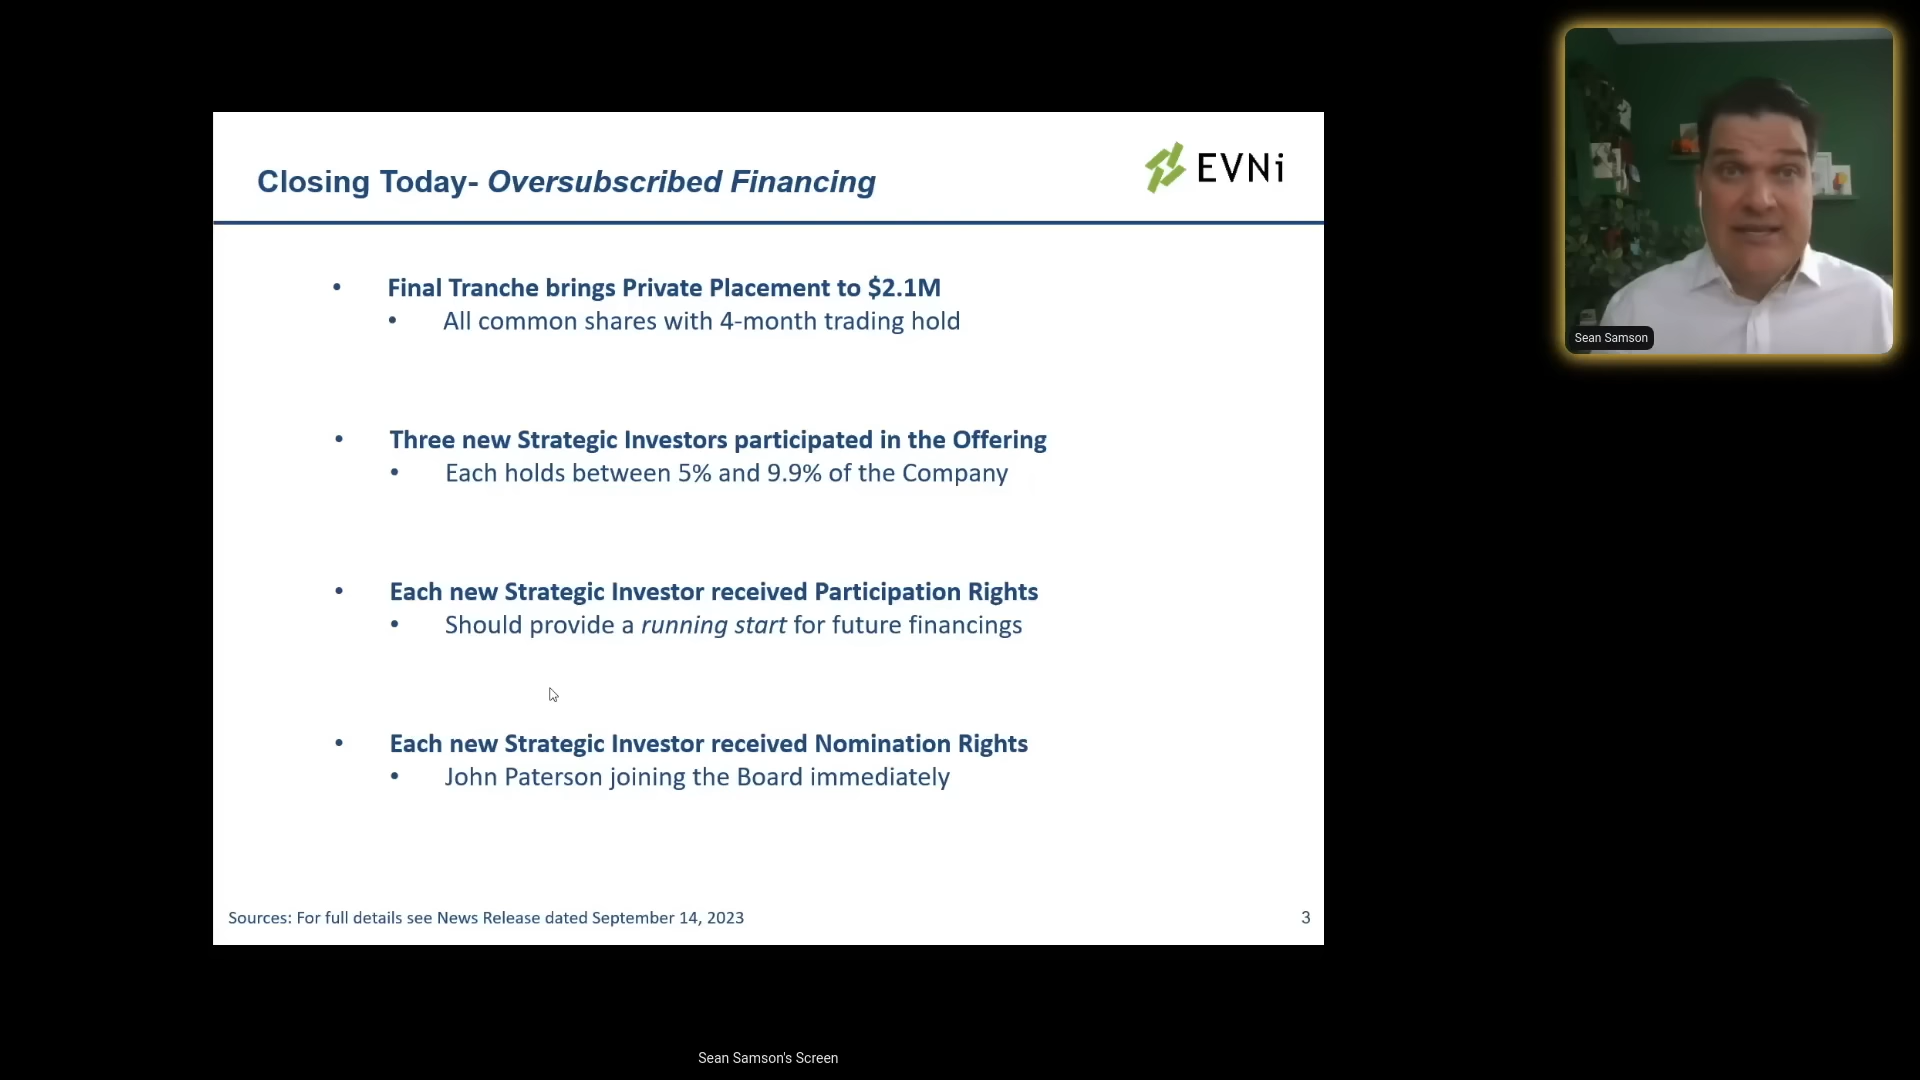 Closing Today- Oversubscribed Financing
EVNi
• Final Tranche brings Private Placement to $2.1M
• All common shares with 4-month trading hold
• Three new Strategic Investors participated in the Offering
• Each holds between 5% and 9.9% of the Company
• Each new Strategic Investor received Participation Rights
• Should provide a running start for future financings
• Each new Strategic Investor received Nomination Rights
• John Paterson joining the Board immediately
Sources: For full details see News Release dated September 14, 2023
3
Sean Samson
Sean Samson's Screen